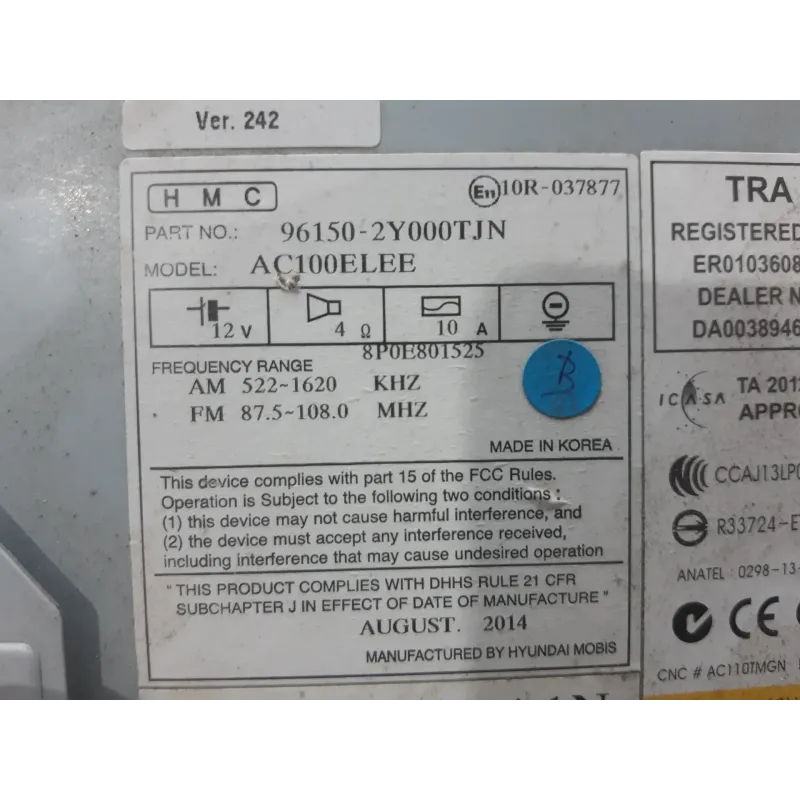 Ver. 242
HMC
E11 10R-037877
PART NO.: 96150-2Y000TJN
MODEL: AC100ELEE
12 V 4 Ω 10 A
8P0E801525
FREQUENCY RANGE
AM 522~1620 KHZ
FM 87.5~108.0 MHZ
B
MADE IN KOREA
This device complies with part 15 of the FCC Rules.
Operation is Subject to the following two conditions :
(1) this device may not cause harmful interference, and
(2) the device must accept any interference received,
including interference that may cause undesired operation
"THIS PRODUCT COMPLIES WITH DHHS RULE 21 CFR
SUBCHAPTER J IN EFFECT OF DATE OF MANUFACTURE"
AUGUST. 2014
MANUFACTURED BY HYUNDAI MOBIS
TRA
REGISTERED
ER0103608
DEALER N
DA0038946
ICASA TA 201
APPR
CCAJ13LP
R33724-E
ANATEL : 0298-13-
CE
CNC # AC110TMGN